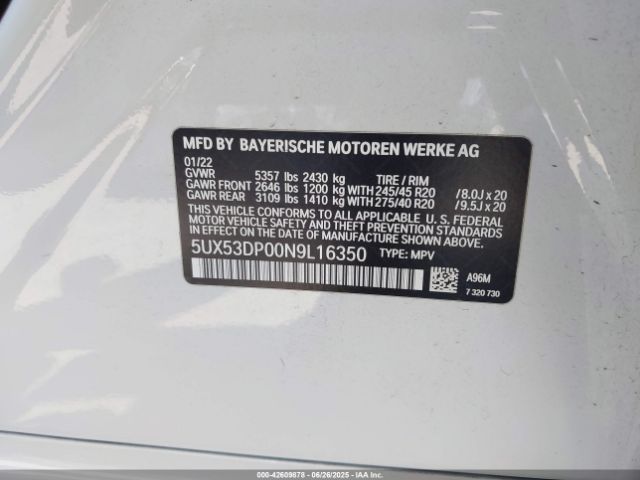 MFD BY BAYERISCHE MOTOREN WERKE AG
01/22
GVWR 5357 lbs 2430 kg TIRE / RIM
GAWR FRONT 2646 lbs 1200 kg WITH 245/45 R20 /8.0J x 20
GAWR REAR 3109 lbs 1410 kg WITH 275/40 R20 /9.5J x 20
THIS VEHICLE CONFORMS TO ALL APPLICABLE U. S. FEDERAL
MOTOR VEHICLE SAFETY AND THEFT PREVENTION STANDARDS
IN EFFECT ON THE DATE OF MANUFACTURE SHOWN ABOVE.
5UX53DP00N9L16350 TYPE: MPV
A96M
7 320 730
000-42609678 06/26/2025 IAA Inc.